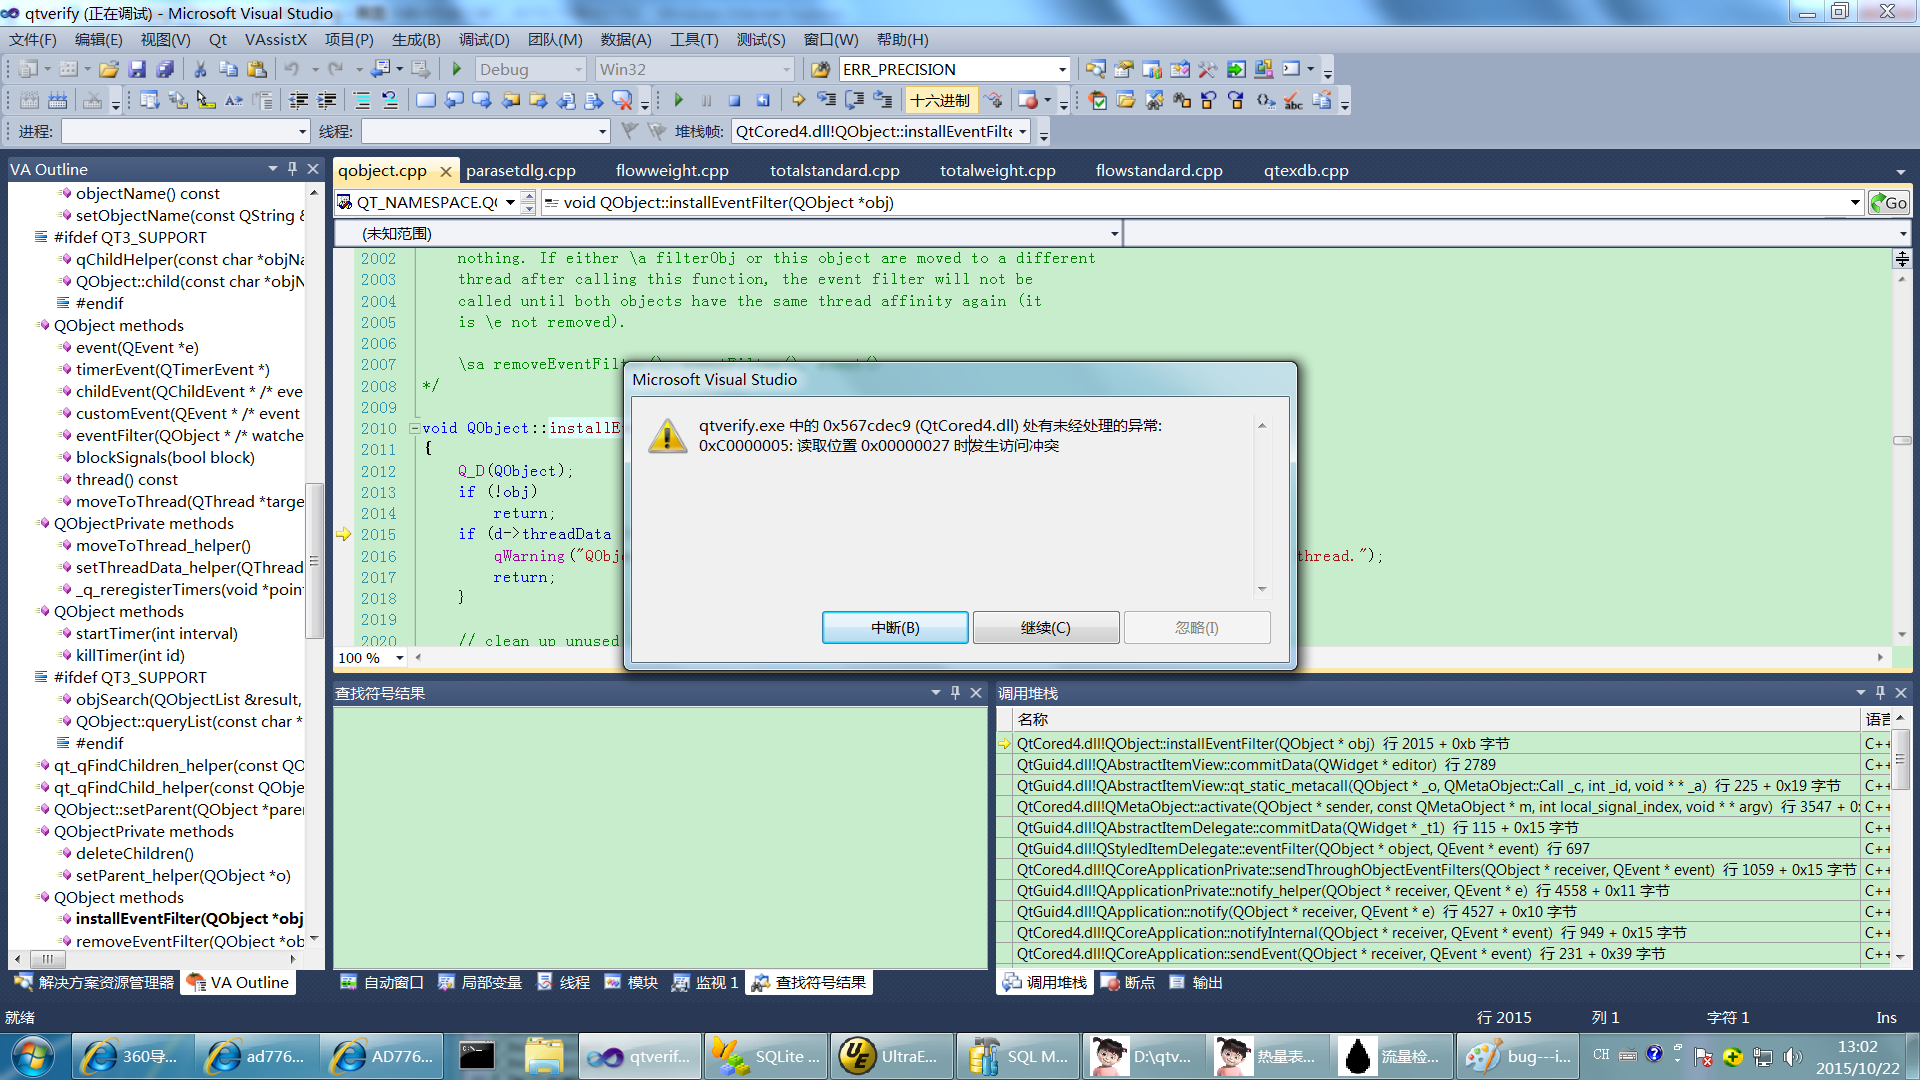 qtverify (正在调试) - Microsoft Visual Studio
文件(F) 编辑(E) 视图(V) Qt VAssistX 项目(P) 生成(B) 调试(D) 团队(M) 数据(A) 工具(T) 测试(S) 窗口(W) 帮助(H)
Debug Win32 ERR_PRECISION
十六进制
进程: 线程: 堆栈帧: QtCored4.dll!QObject::installEventFilte
VA Outline
objectName() const
setObjectName(const QString &
#ifdef QT3_SUPPORT
qChildHelper(const char *objNa
QObject::child(const char *objN
#endif
QObject methods
event(QEvent *e)
timerEvent(QTimerEvent *)
childEvent(QChildEvent * /* eve
customEvent(QEvent * /* event
eventFilter(QObject * /* watche
blockSignals(bool block)
thread() const
moveToThread(QThread *targe
QObjectPrivate methods
moveToThread_helper()
setThreadData_helper(QThread
_q_reregisterTimers(void *poin
QObject methods
startTimer(int interval)
killTimer(int id)
#ifdef QT3_SUPPORT
objSearch(QObjectList &result,
QObject::queryList(const char *
#endif
qt_qFindChildren_helper(const QO
qt_qFindChild_helper(const QObje
QObject::setParent(QObject *parer
QObjectPrivate methods
deleteChildren()
setParent_helper(QObject *o)
QObject methods
installEventFilter(QObject *obj
removeEventFilter(QObject *ob
解决方案资源管理器 VA Outline
qobject.cpp parasetdlg.cpp flowweight.cpp totalstandard.cpp totalweight.cpp flowstandard.cpp qtexdb.cpp
QT_NAMESPACE.QO void QObject::installEventFilter(QObject *obj) Go
(未知范围)
2002 nothing. If either \a filterObj or this object are moved to a different
2003 thread after calling this function, the event filter will not be
2004 called until both objects have the same thread affinity again (it
2005 is \e not removed).
2006
2007 \sa removeEventFilt
2008 */
2009
2010 void QObject::installE
2011 {
2012 Q_D(QObject);
2013 if (!obj)
2014 return;
2015 if (d->threadData
2016 qWarning("QObje thread.");
2017 return;
2018 }
2019
2020 // clean up unused
100 %
Microsoft Visual Studio
qtverify.exe 中的 0x567cdec9 (QtCored4.dll) 处有未经处理的异常:
0xC0000005: 读取位置 0x00000027 时发生访问冲突
中断(B) 继续(C) 忽略(I)
查找符号结果
自动窗口 局部变量 线程 模块 监视 1 查找符号结果
调用堆栈
名称 语言
QtCored4.dll!QObject::installEventFilter(QObject * obj) 行 2015 + 0xb 字节 C++
QtGuid4.dll!QAbstractItemView::commitData(QWidget * editor) 行 2789 C++
QtGuid4.dll!QAbstractItemView::qt_static_metacall(QObject * _o, QMetaObject::Call _c, int _id, void * * _a) 行 225 + 0x19 字节 C++
QtCored4.dll!QMetaObject::activate(QObject * sender, const QMetaObject * m, int local_signal_index, void * * argv) 行 3547 + 0x C++
QtGuid4.dll!QAbstractItemDelegate::commitData(QWidget * _t1) 行 115 + 0x15 字节 C++
QtGuid4.dll!QStyledItemDelegate::eventFilter(QObject * object, QEvent * event) 行 697 C++
QtCored4.dll!QCoreApplicationPrivate::sendThroughObjectEventFilters(QObject * receiver, QEvent * event) 行 1059 + 0x15 字节 C++
QtGuid4.dll!QApplicationPrivate::notify_helper(QObject * receiver, QEvent * e) 行 4558 + 0x11 字节 C++
QtGuid4.dll!QApplication::notify(QObject * receiver, QEvent * e) 行 4527 + 0x10 字节 C++
QtCored4.dll!QCoreApplication::notifyInternal(QObject * receiver, QEvent * event) 行 949 + 0x15 字节 C++
QtCored4.dll!QCoreApplication::sendEvent(QObject * receiver, QEvent * event) 行 231 + 0x39 字节 C++
调用堆栈 断点 输出
就绪 行 2015 列 1 字符 1 Ins
360导... ad776... AD776... qtverif... SQLite ... UltraE... SQL M... D:\qtv... 热量表... 流量检... bug---i... CH
13:02
2015/10/22